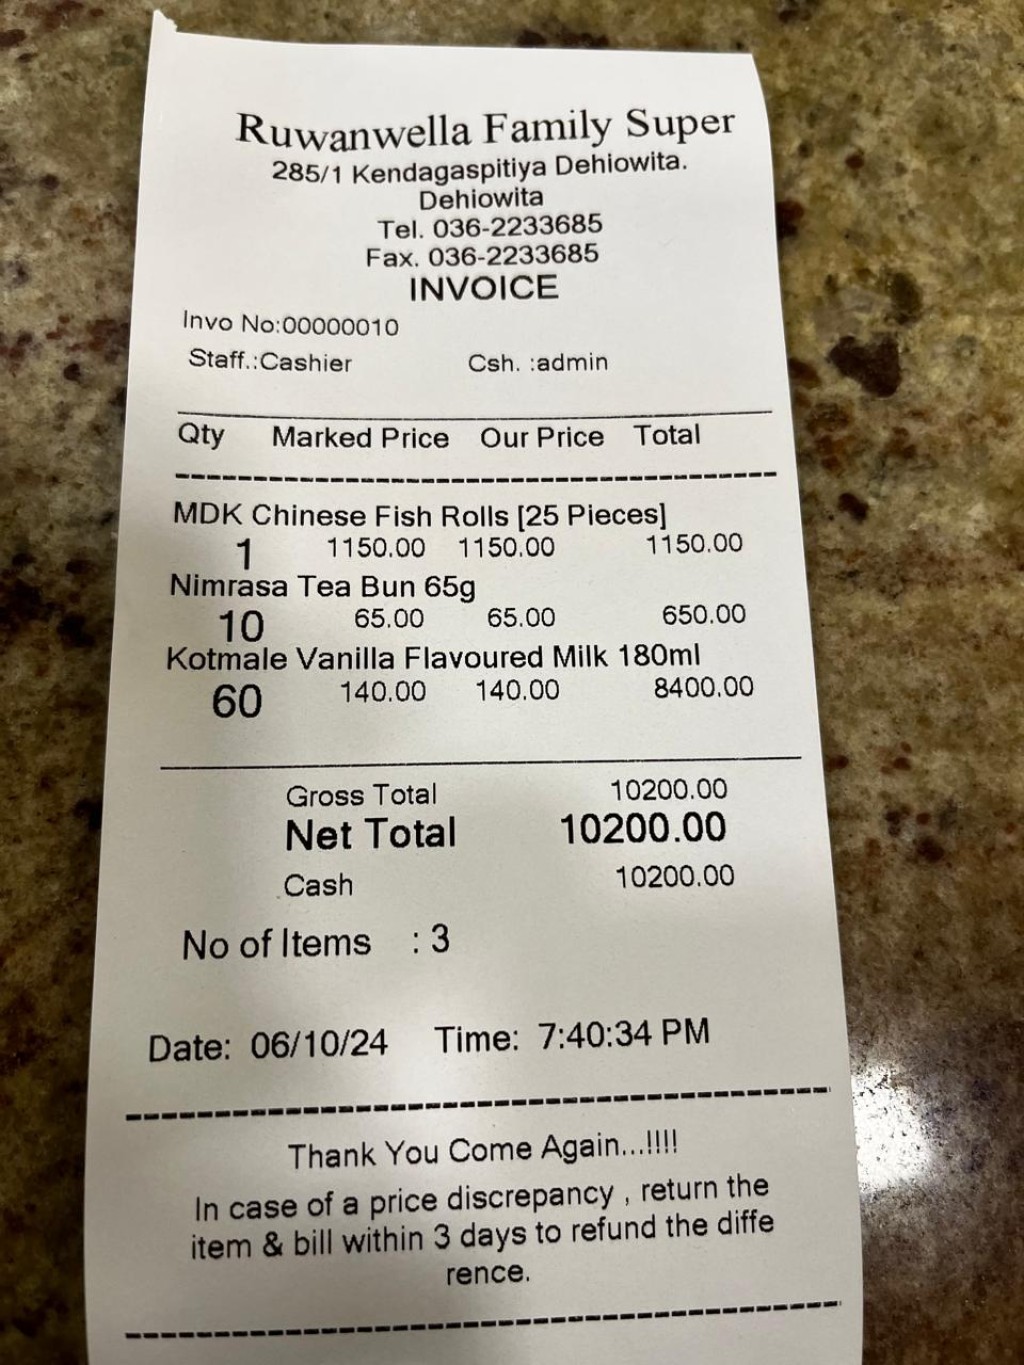 Ruwanwella Family Super
285/1 Kendagaspitiya Dehiowita.
Dehiowita
Tel. 036-2233685
Fax. 036-2233685
INVOICE
Invo No:00000010
Staff.:Cashier Csh. :admin
Qty Marked Price Our Price Total
MDK Chinese Fish Rolls [25 Pieces]
1 1150.00 1150.00 1150.00
Nimrasa Tea Bun 65g
10 65.00 65.00 650.00
Kotmale Vanilla Flavoured Milk 180ml
60 140.00 140.00 8400.00
Gross Total 10200.00
Net Total 10200.00
Cash 10200.00
No of Items : 3
Date: 06/10/24 Time: 7:40:34 PM
Thank You Come Again...!!!!
In case of a price discrepancy , return the
item & bill within 3 days to refund the diffe
rence.